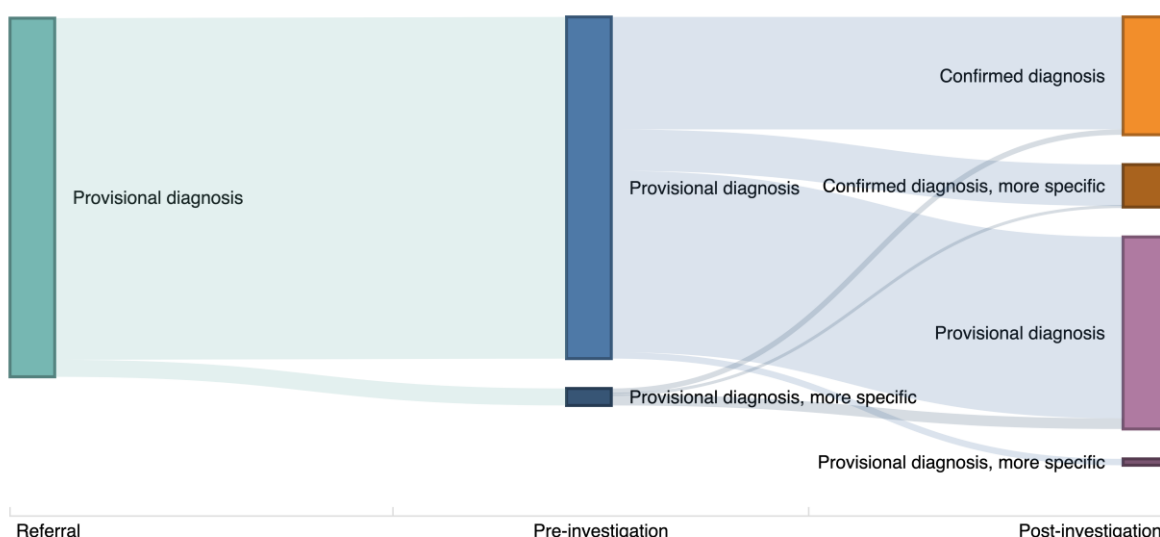 Confirmed diagnosis
Provisional diagnosis
Provisional diagnosis
Confirmed diagnosis, more specific
Provisional diagnosis
Provisional diagnosis, more specific
Provisional diagnosis, more specific
Referral
Pre-investigation
Post-investigation